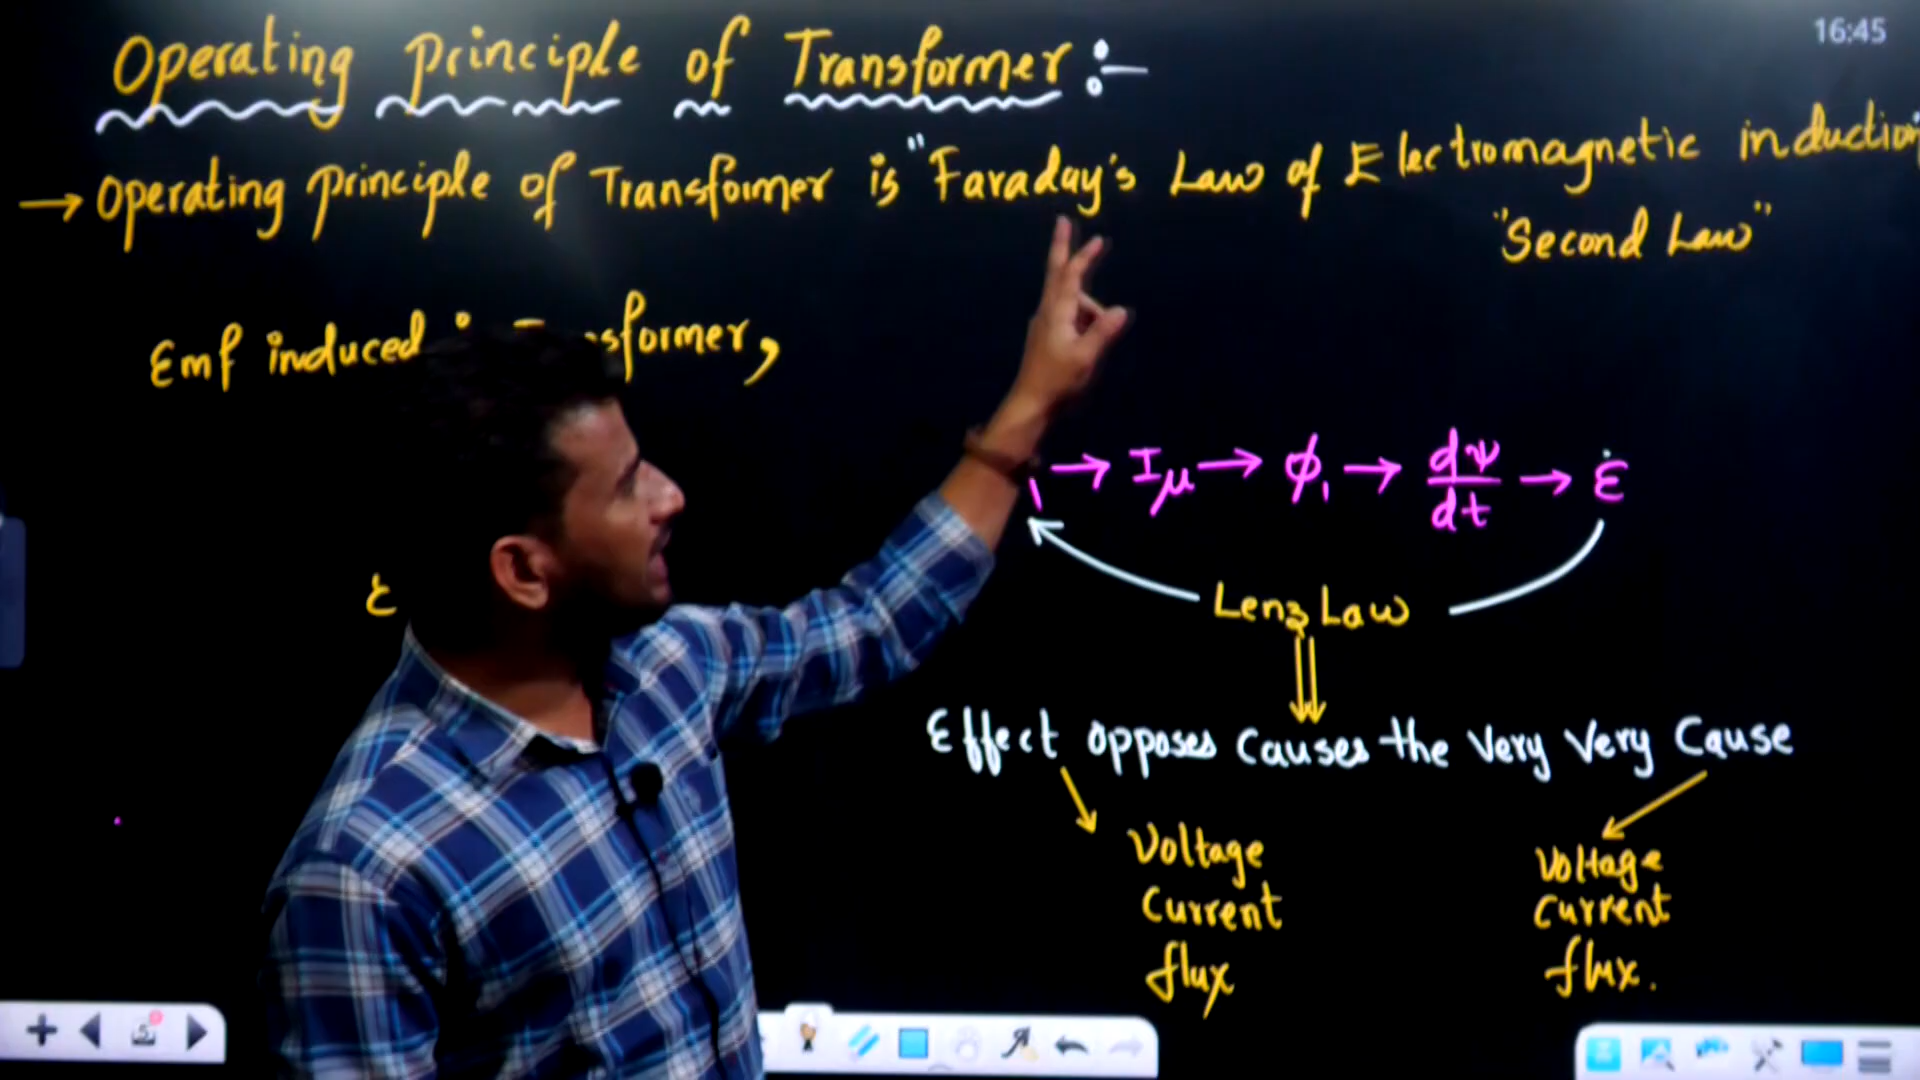 16:45
Operating Principle of Transformer :-
→ Operating principle of Transformer is "Faraday's Law of Electromagnetic induction
"Second Law"
Emf induced
sformer,
1 → Iμ → ϕ1 → dψ/dt → ε
ε
Lenz Law
Effect opposes Causes the Very Very Cause
Voltage Voltage
Current Current
flux flux.